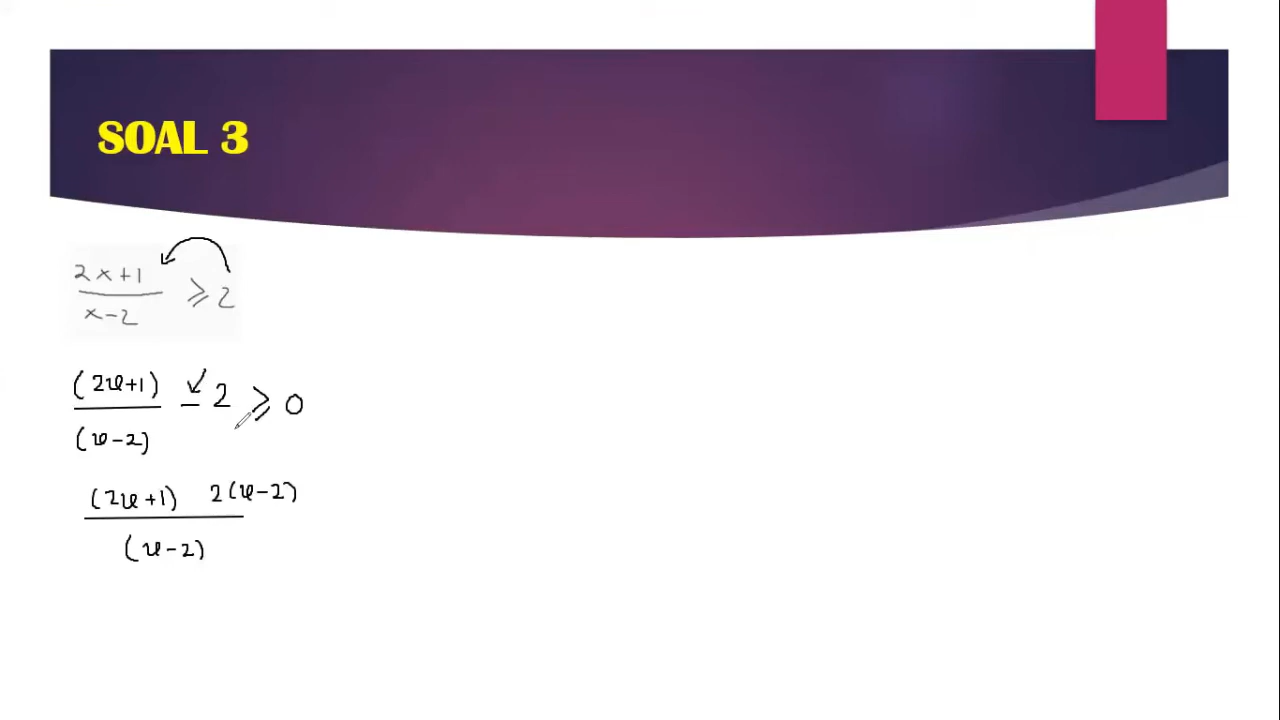 SOAL 3
2x+1
———— ≥ 2
x-2
(2x+1)
———— - 2 ≥ 0
(x-2)
(2x+1) 2(x-2)
————————
(x-2)